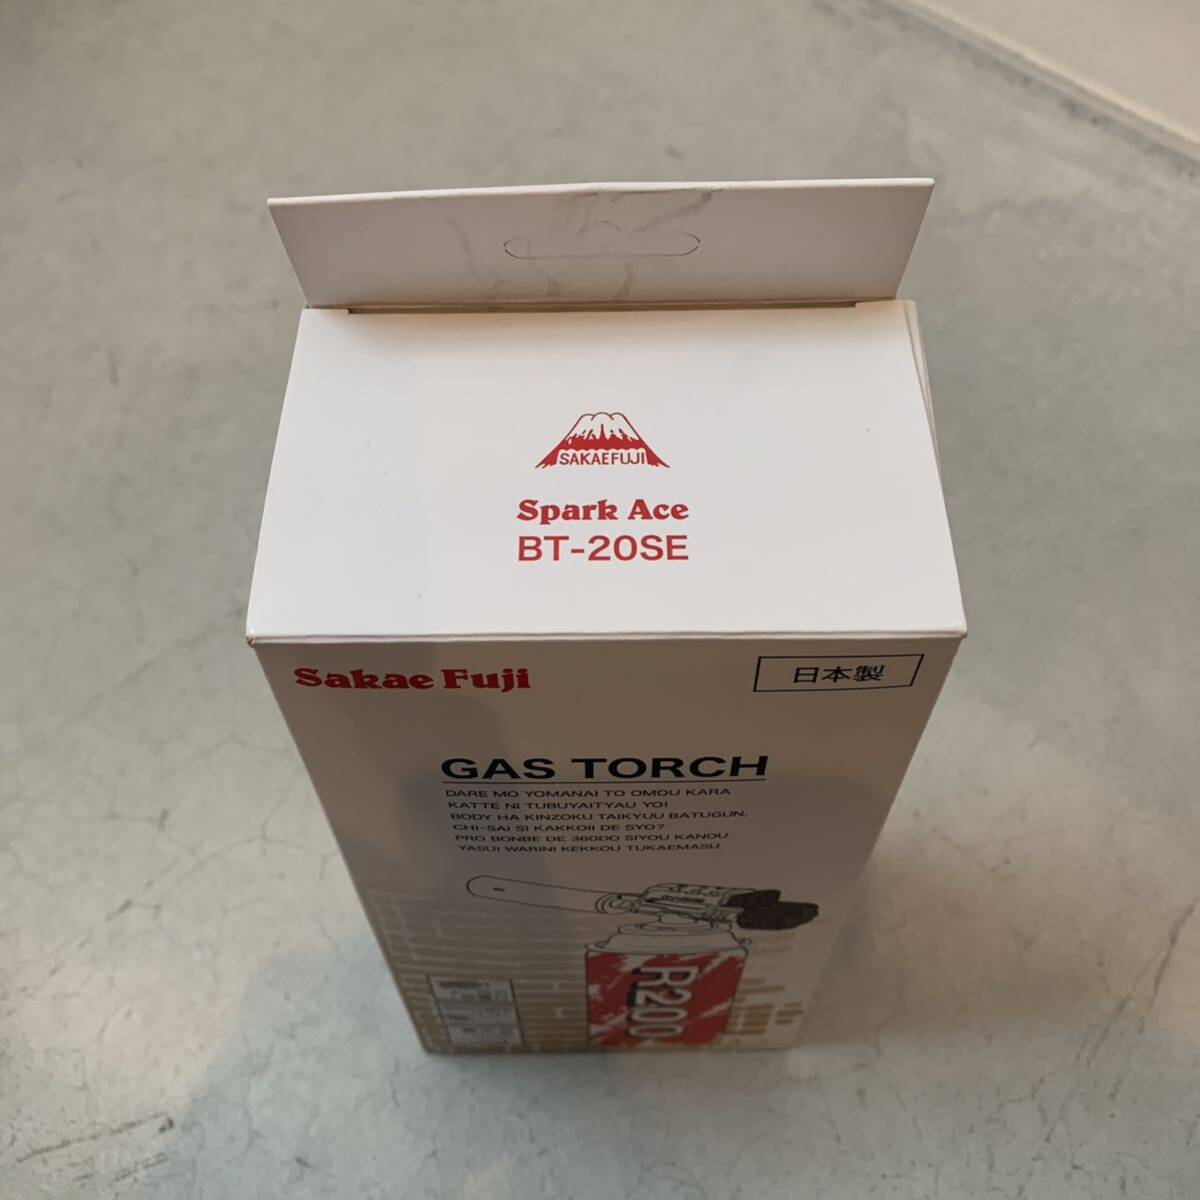 SAKAEFUJI
Spark Ace
BT-20SE
Sakae Fuji
日本製
GAS TORCH
DARE MO YOMANAI TO OMOU KARA
KATTE NI TUBUYAITYAU YO!
BODY HA KINZOKU TAIKYUU BATUGUN.
CHI-SAI SI KAKKOII DE SYO?
PRO BONBE DE 360DO SIYOU KANOU
YASUI WARINI KEKKOU TUKAEMASU.
R200